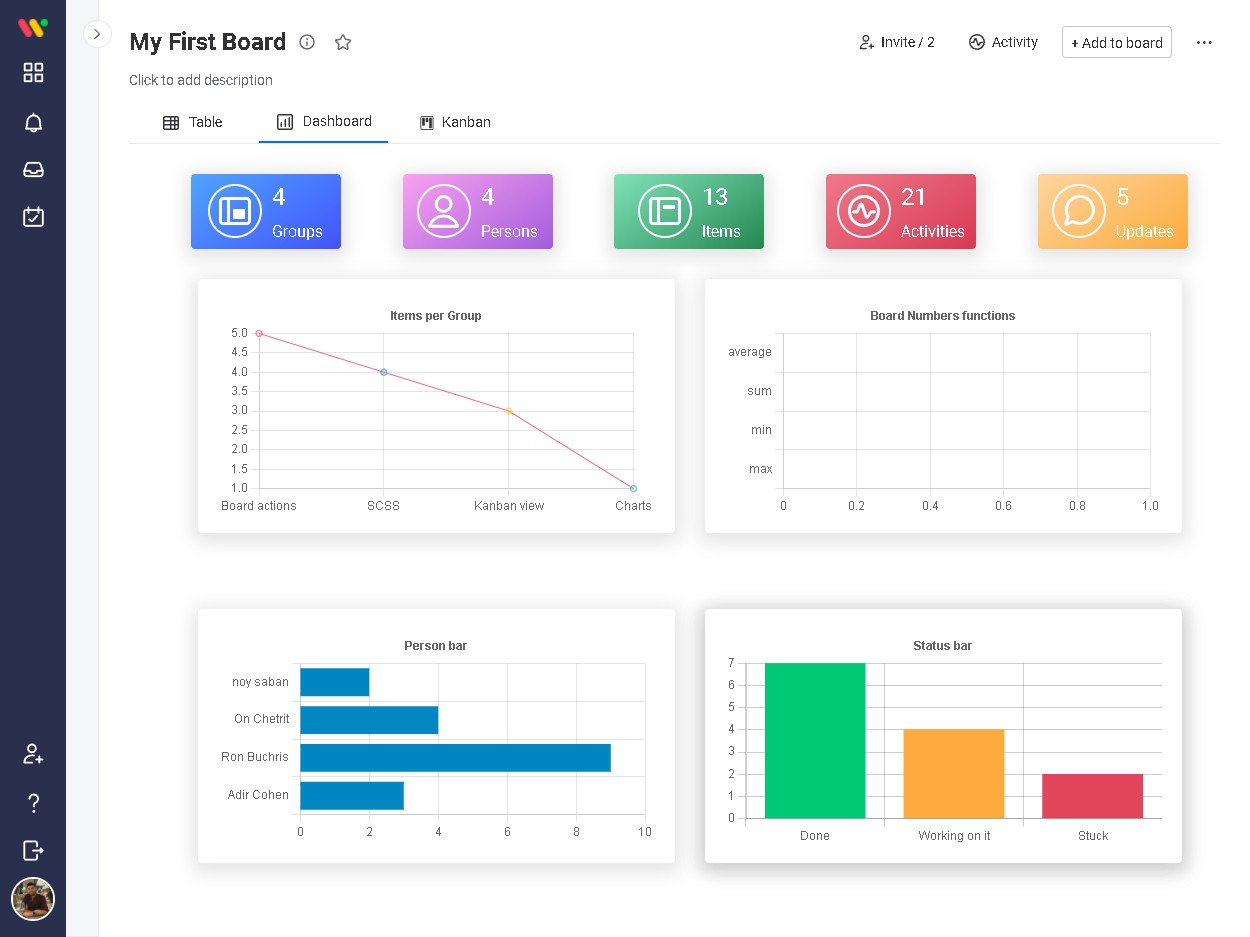 My First Board
Invite / 2
Activity
+ Add to board
Click to add description
Table
Dashboard
Kanban
4
Groups
4
Persons
13
Items
21
Activities
5
Updates
Items per Group
5.0
4.5
4.0
3.5
3.0
2.5
2.0
1.5
1.0
Board actions
SCSS
Kanban view
Charts
Board Numbers functions
average
sum
min
max
0
0.2
0.4
0.6
0.8
1.0
Person bar
noy saban
On Chetrit
Ron Buchris
Adir Cohen
0
2
4
6
8
10
Status bar
7
6
5
4
3
2
1
0
Done
Working on it
Stuck